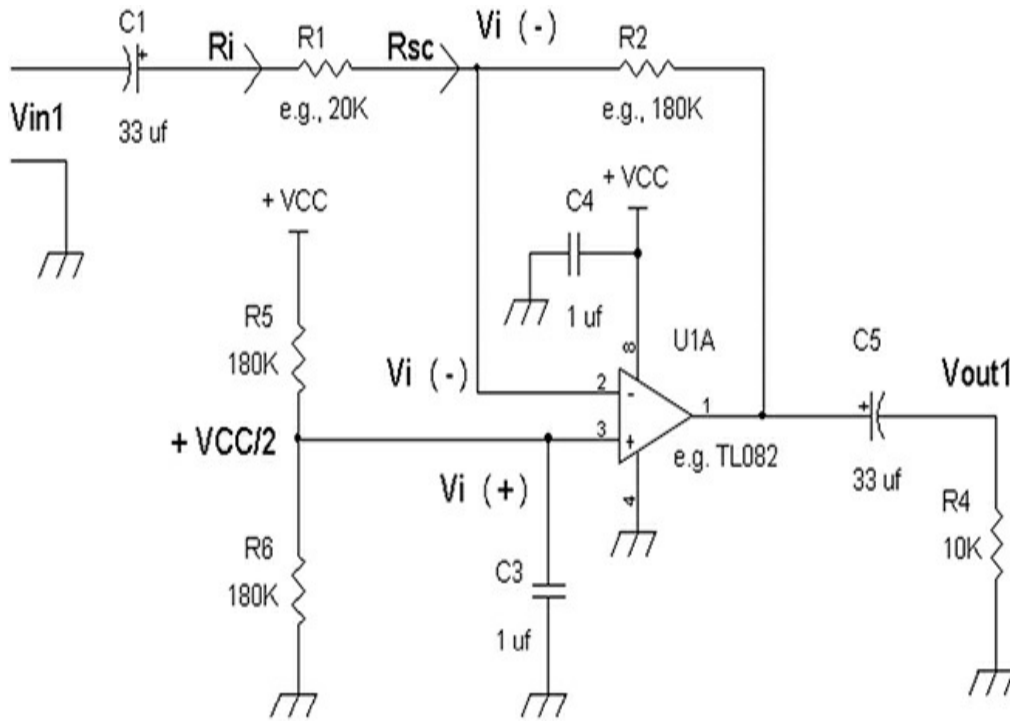 C1
+
Ri
R1
Rsc
Vi (-)
R2
Vin1
33 uf
e.g., 20K
e.g., 180K
+ VCC
C4
+ VCC
1 uf
R5
180K
8
U1A
C5
Vi (-)
2
-
1
+
Vout1
+ VCC/2
3
+
e.g. TL082
33 uf
Vi (+)
4
R4
10K
R6
180K
C3
1 uf